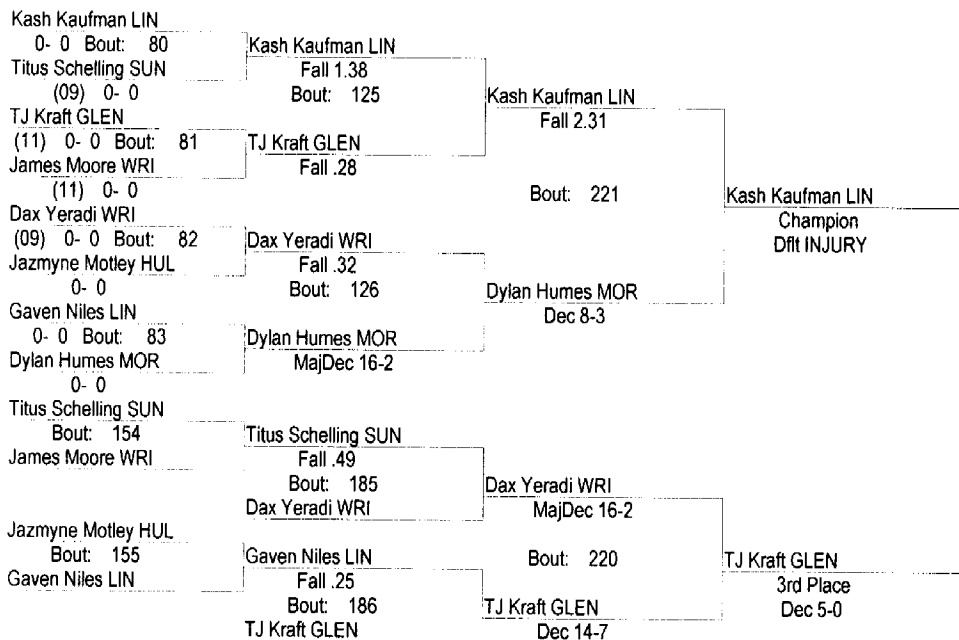 Kash Kaufman LIN
0- 0 Bout: 80
Titus Schelling SUN
(09) 0- 0
TJ Kraft GLEN
(11) 0- 0 Bout: 81
James Moore WRI
(11) 0- 0
Dax Yeradi WRI
(09) 0- 0 Bout: 82
Jazmyne Motley HUL
0- 0
Gaven Niles LIN
0- 0 Bout: 83
Dylan Humes MOR
0- 0
Kash Kaufman LIN
Fall 1.38
Bout: 125
TJ Kraft GLEN
Fall .28
Dax Yeradi WRI
Fall .32
Bout: 126
Dylan Humes MOR
MajDec 16-2
Kash Kaufman LIN
Fall 2.31
Bout: 221
Dylan Humes MOR
Dec 8-3
Kash Kaufman LIN
Champion
Dflt INJURY
Titus Schelling SUN
Bout: 154
James Moore WRI
Jazmyne Motley HUL
Bout: 155
Gaven Niles LIN
Titus Schelling SUN
Fall .49
Bout: 185
Dax Yeradi WRI
Gaven Niles LIN
Fall .25
Bout: 186
TJ Kraft GLEN
Dax Yeradi WRI
MajDec 16-2
Bout: 220
TJ Kraft GLEN
Dec 14-7
TJ Kraft GLEN
3rd Place
Dec 5-0